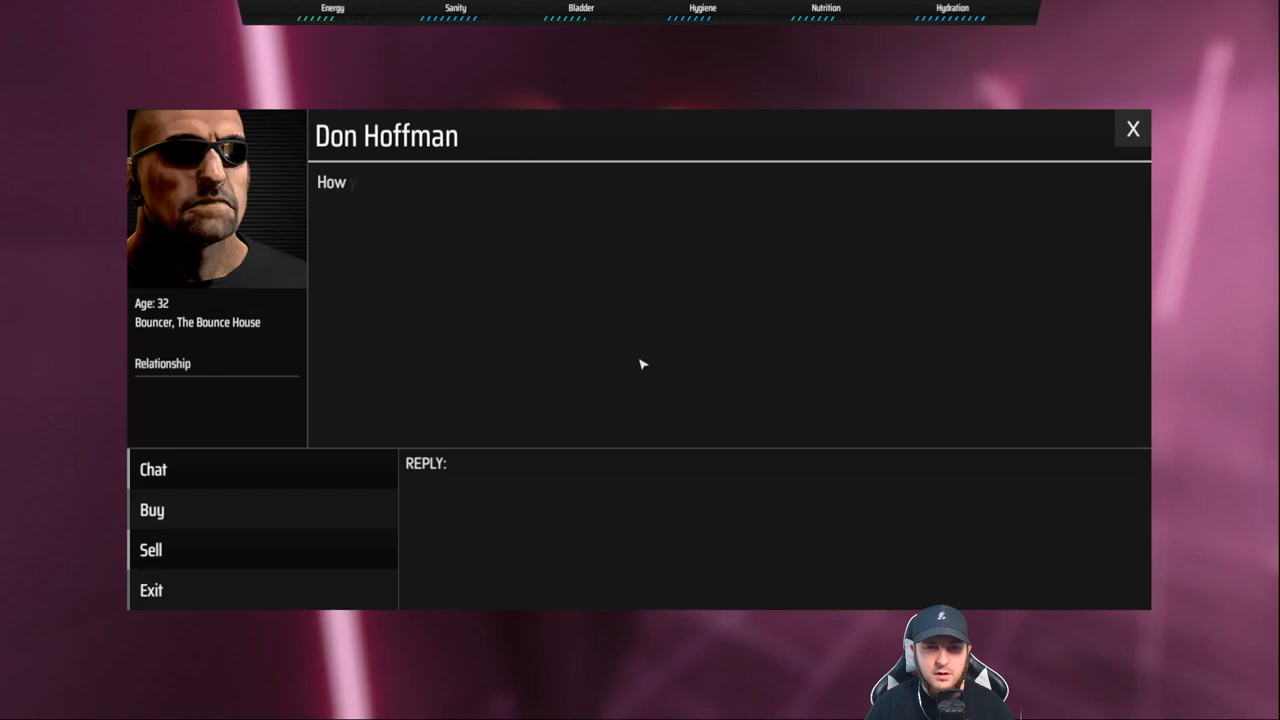 Energy
Sanity
Bladder
Hygiene
Nutrition
Hydration
Don Hoffman
X
How y
Age: 32
Bouncer, The Bounce House
Relationship
Chat
Buy
Sell
Exit
REPLY: